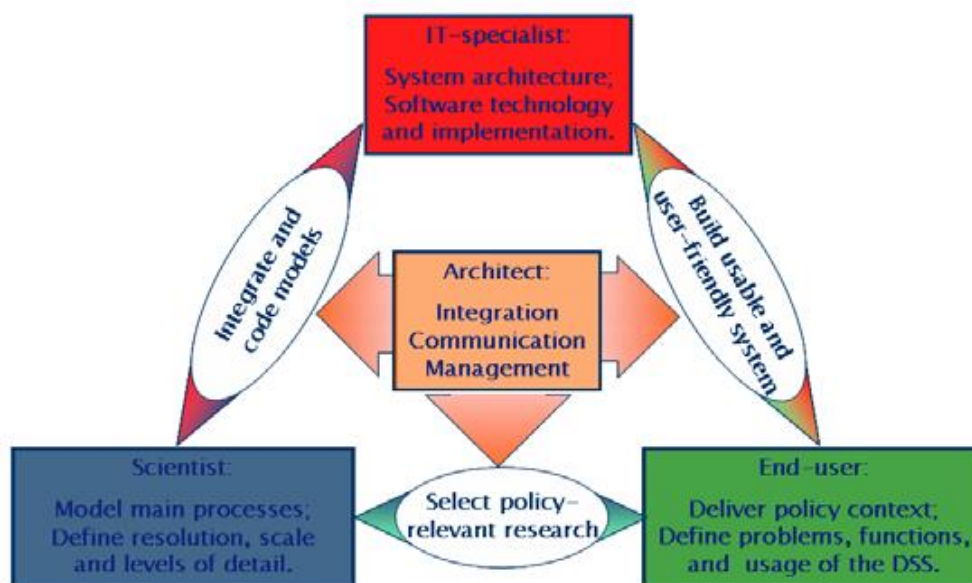 IT-specialist:
System architecture;
Software technology
and implementation.
Integrate and
code models
Build usable and
user-friendly system
Architect:
Integration
Communication
Management
Scientist:
Model main processes;
Define resolution, scale
and levels of detail.
Select policy-
relevant research
End-user:
Deliver policy context;
Define problems, functions,
and usage of the DSS.